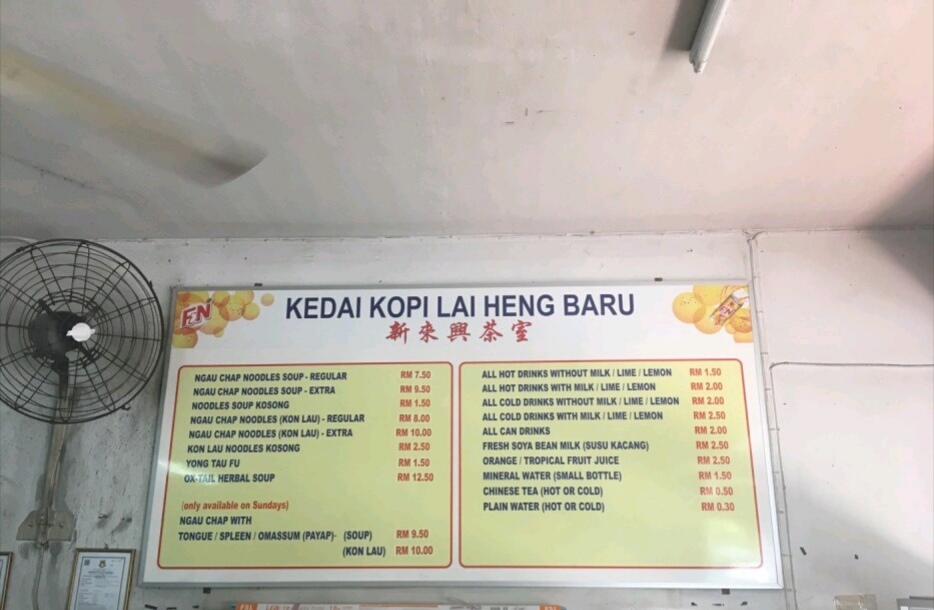 F&N
KEDAI KOPI LAI HENG BARU
新來興茶室
NGAU CHAP NOODLES SOUP - REGULAR RM 7.50
NGAU CHAP NOODLES SOUP - EXTRA RM 9.50
NOODLES SOUP KOSONG RM 1.50
NGAU CHAP NOODLES (KON LAU) - REGULAR RM 8.00
NGAU CHAP NOODLES (KON LAU) - EXTRA RM 10.00
KON LAU NOODLES KOSONG RM 2.50
YONG TAU FU RM 1.50
OX-TAIL HERBAL SOUP RM 12.50
(only available on Sundays)
NGAU CHAP WITH
TONGUE / SPLEEN / OMASSUM (PAYAP)- (SOUP) RM 9.50
(KON LAU) RM 10.00
ALL HOT DRINKS WITHOUT MILK / LIME / LEMON RM 1.50
ALL HOT DRINKS WITH MILK / LIME / LEMON RM 2.00
ALL COLD DRINKS WITHOUT MILK / LIME / LEMON RM 2.00
ALL COLD DRINKS WITH MILK / LIME / LEMON RM 2.50
ALL CAN DRINKS RM 2.00
FRESH SOYA BEAN MILK (SUSU KACANG) RM 2.50
ORANGE / TROPICAL FRUIT JUICE RM 2.50
MINERAL WATER (SMALL BOTTLE) RM 1.50
CHINESE TEA (HOT OR COLD) RM 0.50
PLAIN WATER (HOT OR COLD) RM 0.30